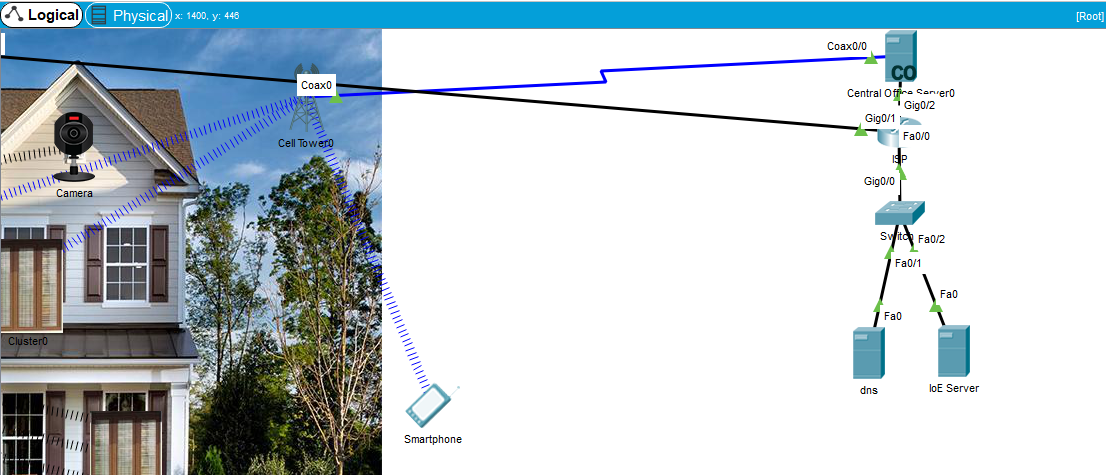 Logical
Physical
x: 1400, y: 446
[Root]
Coax0/0
CO
Central Office Server0
Gig0/2
Gig0/1
Fa0/0
ISP
Gig0/0
Switch
Fa0/2
Fa0/1
Fa0
Fa0
dns
IoE Server
Coax0
Cell Tower0
Camera
Cluster0
Smartphone